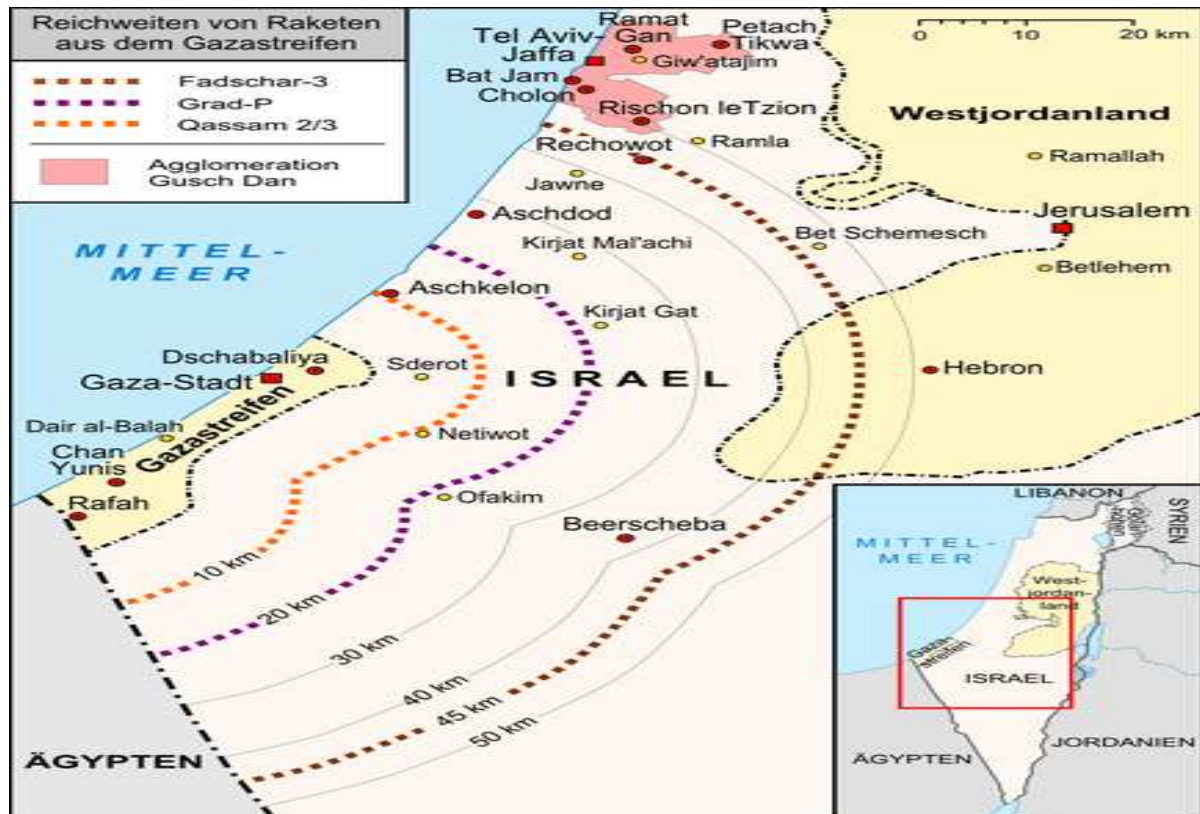 Reichweiten von Raketen
aus dem Gazastreifen
Fadschar-3
Grad-P
Qassam 2/3
Agglomeration
Gusch Dan
0 10 20 km
Ramat
Gan
Petach
Tikwa
Tel Aviv-
Jaffa
Giw'atajim
Bat Jam
Cholon
Rischon leTzion
Westjordanland
Rechowot
Ramla
Ramallah
Jawne
Aschdod
Jerusalem
Kirjat Mal'achi
Bet Schemesch
MITTEL-
MEER
Betlehem
Aschkelon
Kirjat Gat
Dschabaliya
Sderot
ISRAEL
Hebron
Gaza-Stadt
Gazastreifen
Dair al-Balah
Netiwot
Chan
Yunis
Ofakim
Rafah
Beerscheba
10 km
20 km
30 km
40 km
45 km
50 km
ÄGYPTEN
LIBANON
SYRIEN
MITTEL-
MEER
West-
jordan-
land
Gaza-
streifen
ISRAEL
ÄGYPTEN
JORDANIEN